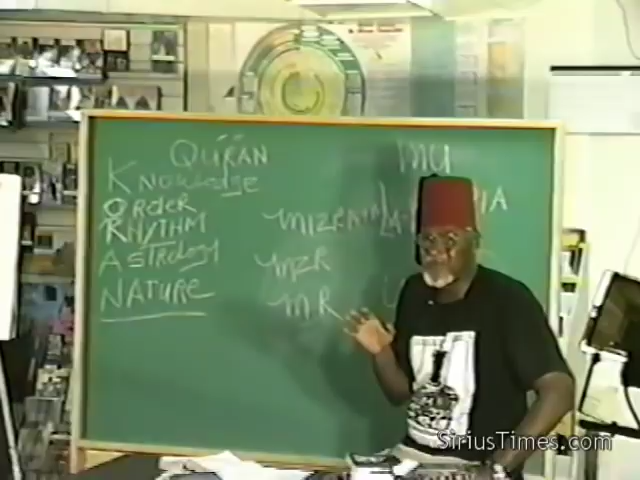 QURAN
KNOWLEDGE
ORDER
RHYTHM
ASTROLOGY
NATURE
MU
MIZRAIM
MZR
MR
SiriusTimes.com